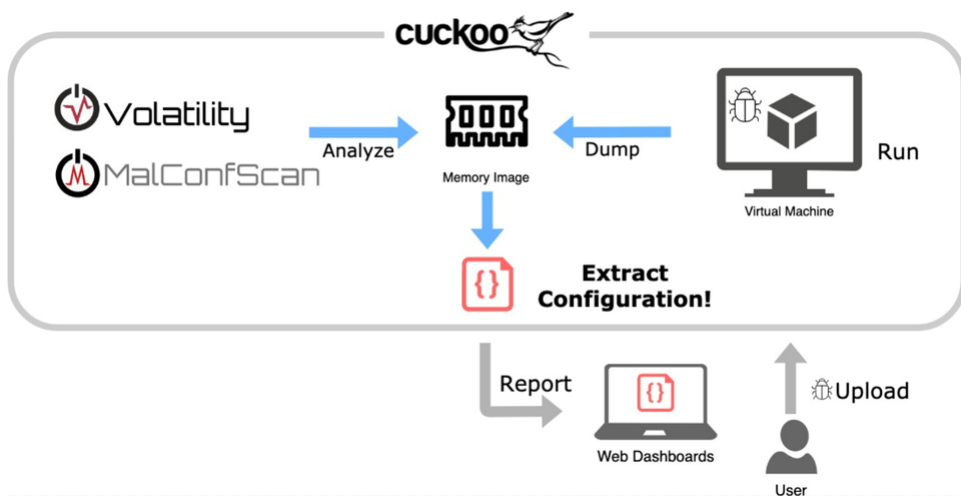 cuckoo
Volatility
MalConfScan
Analyze
Memory Image
Dump
Run
Virtual Machine
{}
Extract
Configuration!
Report
{}
Web Dashboards
Upload
User